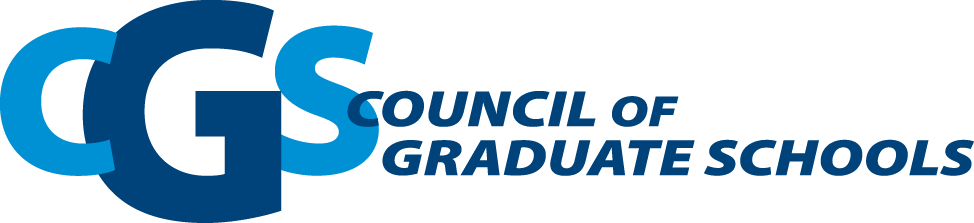 CGS
COUNCIL OF
GRADUATE SCHOOLS